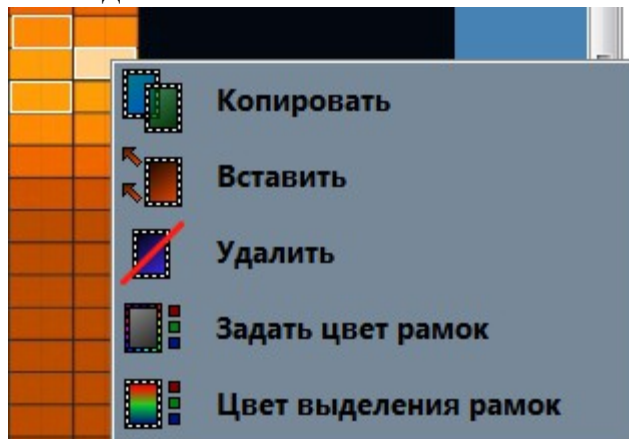 Копировать
Вставить
Удалить
Задать цвет рамок
Цвет выделения рамок